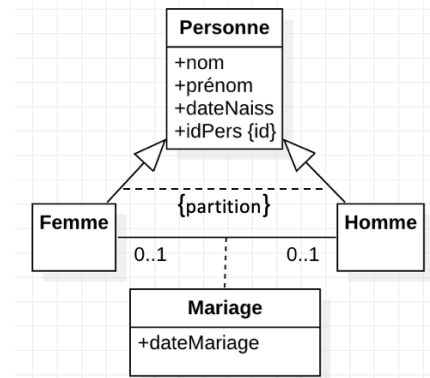 Personne
+nom
+prénom
+dateNaiss
+idPers {id}
{partition}
Femme
Homme
0..1
0..1
Mariage
+dateMariage